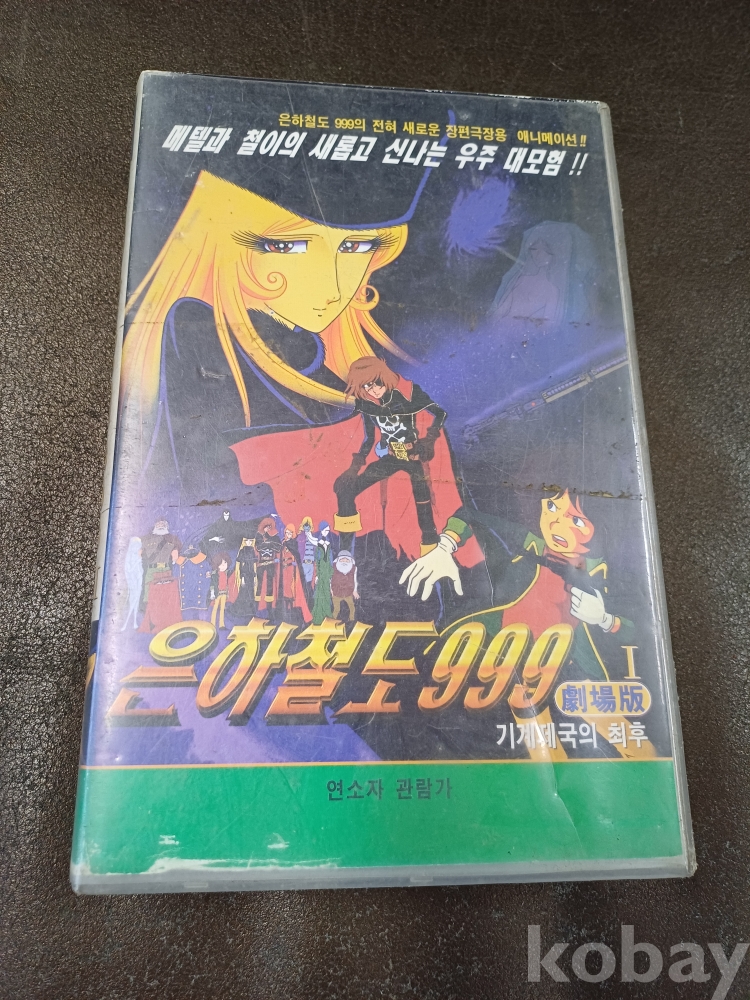 은하철도 999의 전혀 새로운 장편극장용 애니메이션!!
메텔과 철이의 새롭고 신나는 우주 대모험!!
은하철도 999 I
劇場版
기계제국의 최후
연소자 관람가
kobay